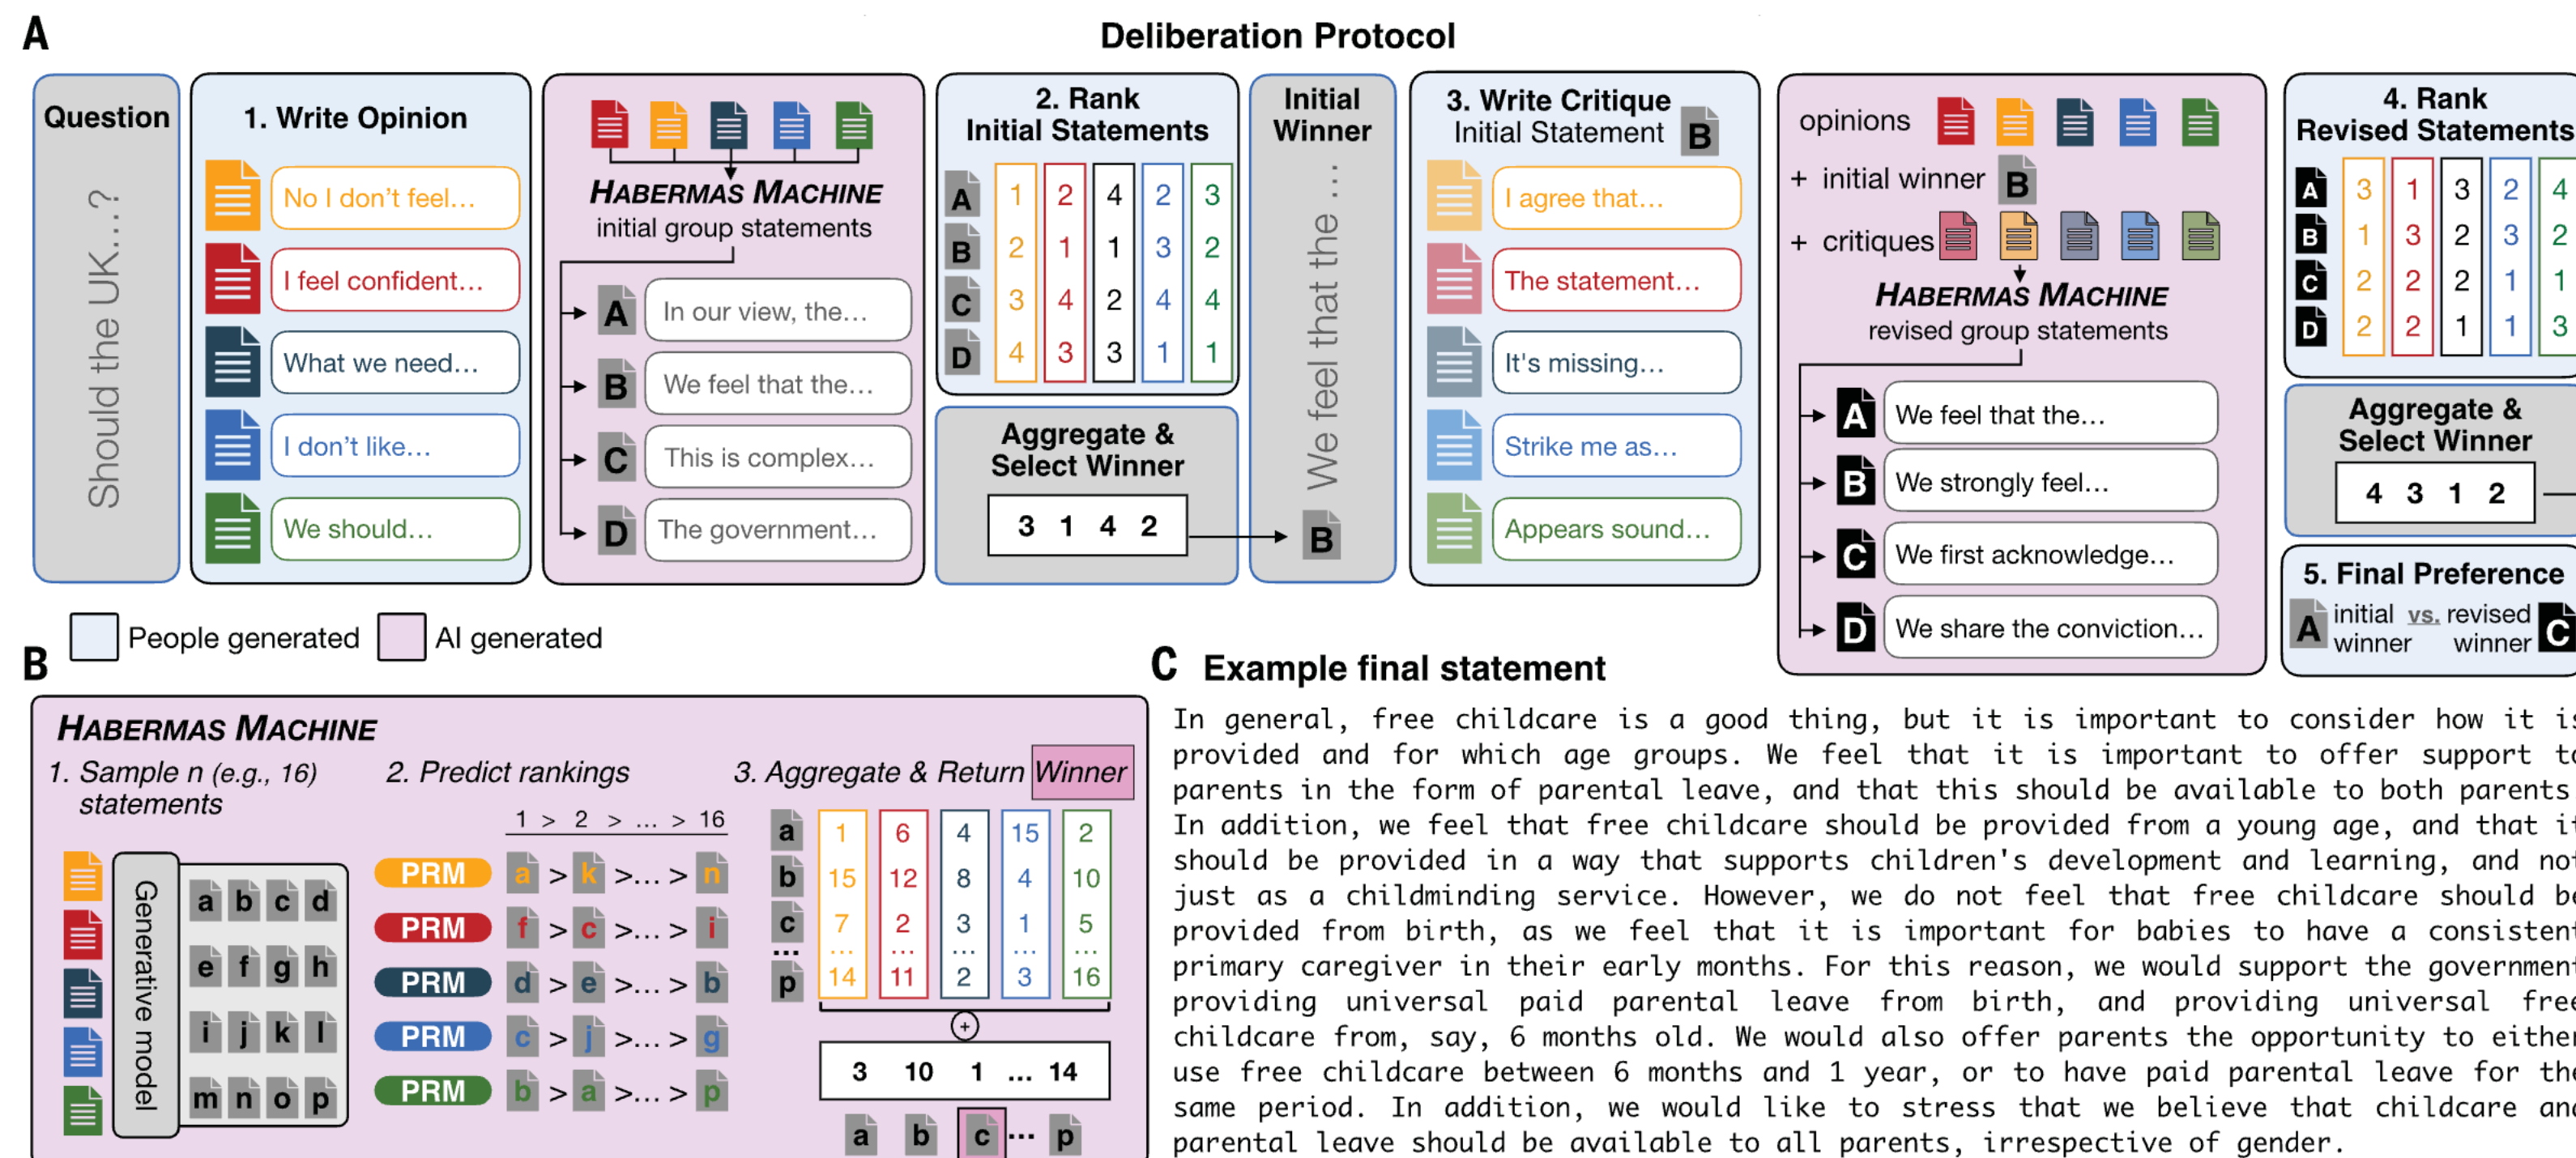 A
Deliberation Protocol
Question
Should the UK...?
1. Write Opinion
No I don't feel...
I feel confident...
What we need...
I don't like...
We should...
HABERMAS MACHINE
initial group statements
A In our view, the...
B We feel that the...
C This is complex...
D The government...
2. Rank
Initial Statements
A 1 2 4 2 3
B 2 1 1 3 2
C 3 4 2 4 4
D 4 3 3 1 1
Aggregate &
Select Winner
3 1 4 2
Initial
Winner
We feel that the ...
B
3. Write Critique
Initial Statement B
I agree that...
The statement...
It's missing...
Strike me as...
Appears sound...
opinions
+ initial winner B
+ critiques
HABERMAS MACHINE
revised group statements
A We feel that the...
B We strongly feel...
C We first acknowledge...
D We share the conviction...
4. Rank
Revised Statements
A 3 1 3 2 4
B 1 3 2 3 2
C 2 2 2 1 1
D 2 2 1 1 3
Aggregate &
Select Winner
4 3 1 2
5. Final Preference
A initial vs. revised C
winner winner
People generated
AI generated
B
HABERMAS MACHINE
1. Sample n (e.g., 16)
statements
Generative model
a b c d
e f g h
i j k l
m n o p
2. Predict rankings
1 > 2 > ... > 16
PRM a > k >... > n
PRM f > c >... > i
PRM d > e >... > b
PRM c > j >... > g
PRM b > a >... > p
3. Aggregate & Return Winner
a 1 6 4 15 2
b 15 12 8 4 10
c 7 2 3 1 5
... ... ... ... ... ...
p 14 11 2 3 16
+
3 10 1 ... 14
a b c ... p
C Example final statement
In general, free childcare is a good thing, but it is important to consider how it is
provided and for which age groups. We feel that it is important to offer support to
parents in the form of parental leave, and that this should be available to both parents
In addition, we feel that free childcare should be provided from a young age, and that it
should be provided in a way that supports children's development and learning, and not
just as a childminding service. However, we do not feel that free childcare should be
provided from birth, as we feel that it is important for babies to have a consistent
primary caregiver in their early months. For this reason, we would support the government
providing universal paid parental leave from birth, and providing universal free
childcare from, say, 6 months old. We would also offer parents the opportunity to either
use free childcare between 6 months and 1 year, or to have paid parental leave for the
same period. In addition, we would like to stress that we believe that childcare and
parental leave should be available to all parents, irrespective of gender.